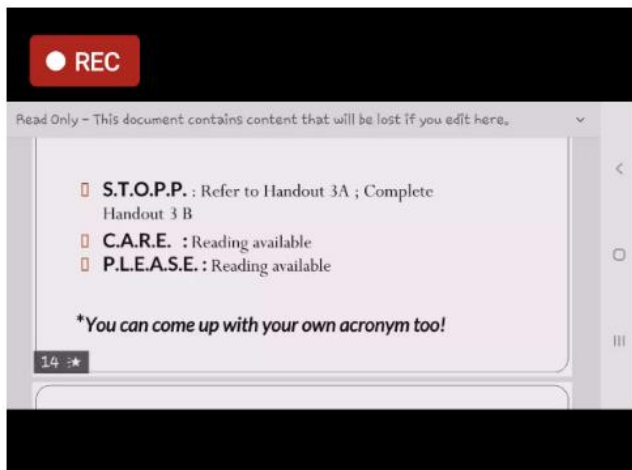 REC
Read Only - This document contains content that will be lost if you edit here.
S.T.O.P.P. : Refer to Handout 3A ; Complete
Handout 3 B
C.A.R.E. : Reading available
P.L.E.A.S.E. : Reading available
*You can come up with your own acronym too!
14